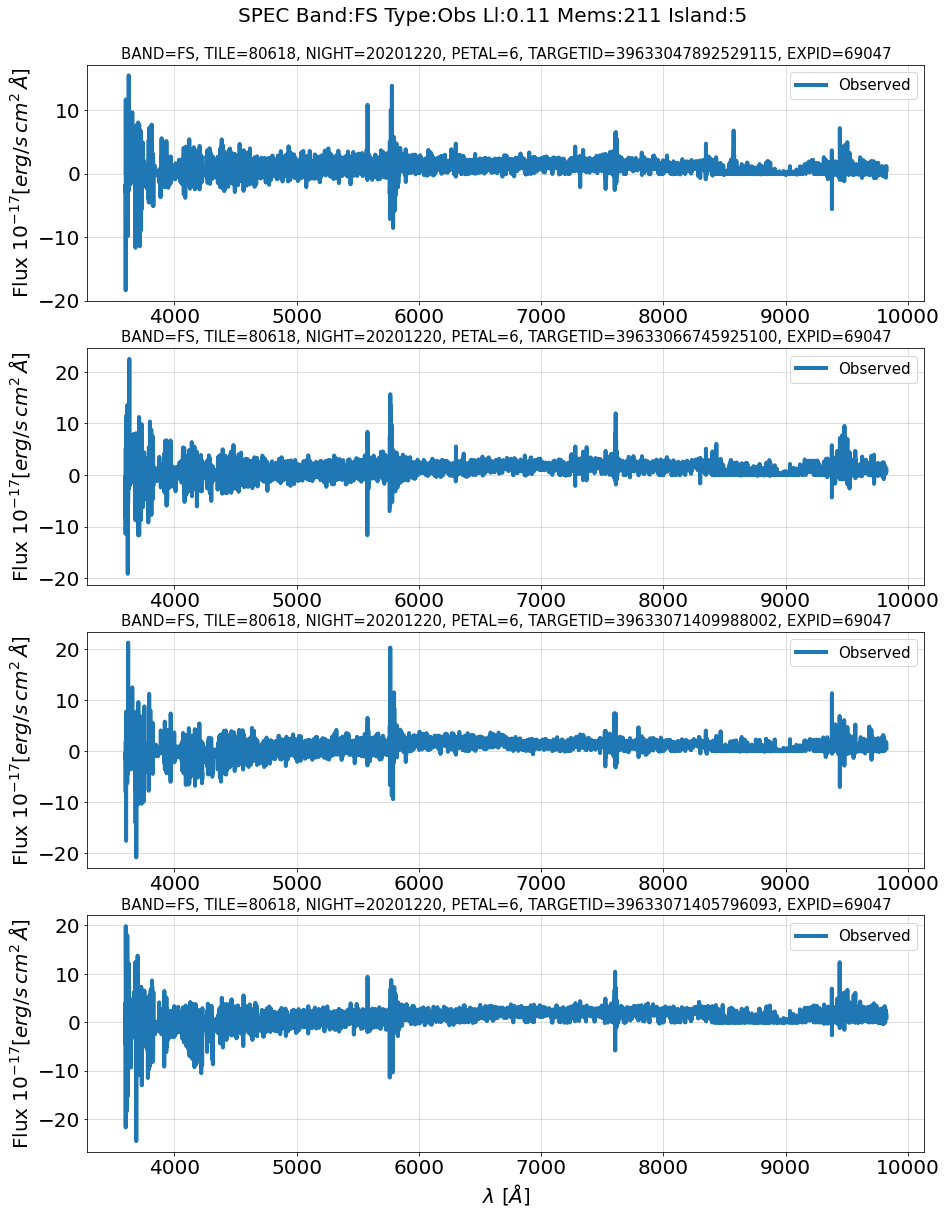 SPEC Band:FS Type:Obs Ll:0.11 Mems:211 Island:5
BAND=FS, TILE=80618, NIGHT=20201220, PETAL=6, TARGETID=39633047892529115, EXPID=69047
Observed
Flux 10^{-17}[erg/s cm^2 Å]
10
0
−10
−20
4000 5000 6000 7000 8000 9000 10000
BAND=FS, TILE=80618, NIGHT=20201220, PETAL=6, TARGETID=39633066745925100, EXPID=69047
Observed
Flux 10^{-17}[erg/s cm^2 Å]
20
10
0
−10
−20
4000 5000 6000 7000 8000 9000 10000
BAND=FS, TILE=80618, NIGHT=20201220, PETAL=6, TARGETID=39633071409988002, EXPID=69047
Observed
Flux 10^{-17}[erg/s cm^2 Å]
20
10
0
−10
−20
4000 5000 6000 7000 8000 9000 10000
BAND=FS, TILE=80618, NIGHT=20201220, PETAL=6, TARGETID=39633071405796093, EXPID=69047
Observed
Flux 10^{-17}[erg/s cm^2 Å]
20
10
0
−10
−20
4000 5000 6000 7000 8000 9000 10000
λ [Å]